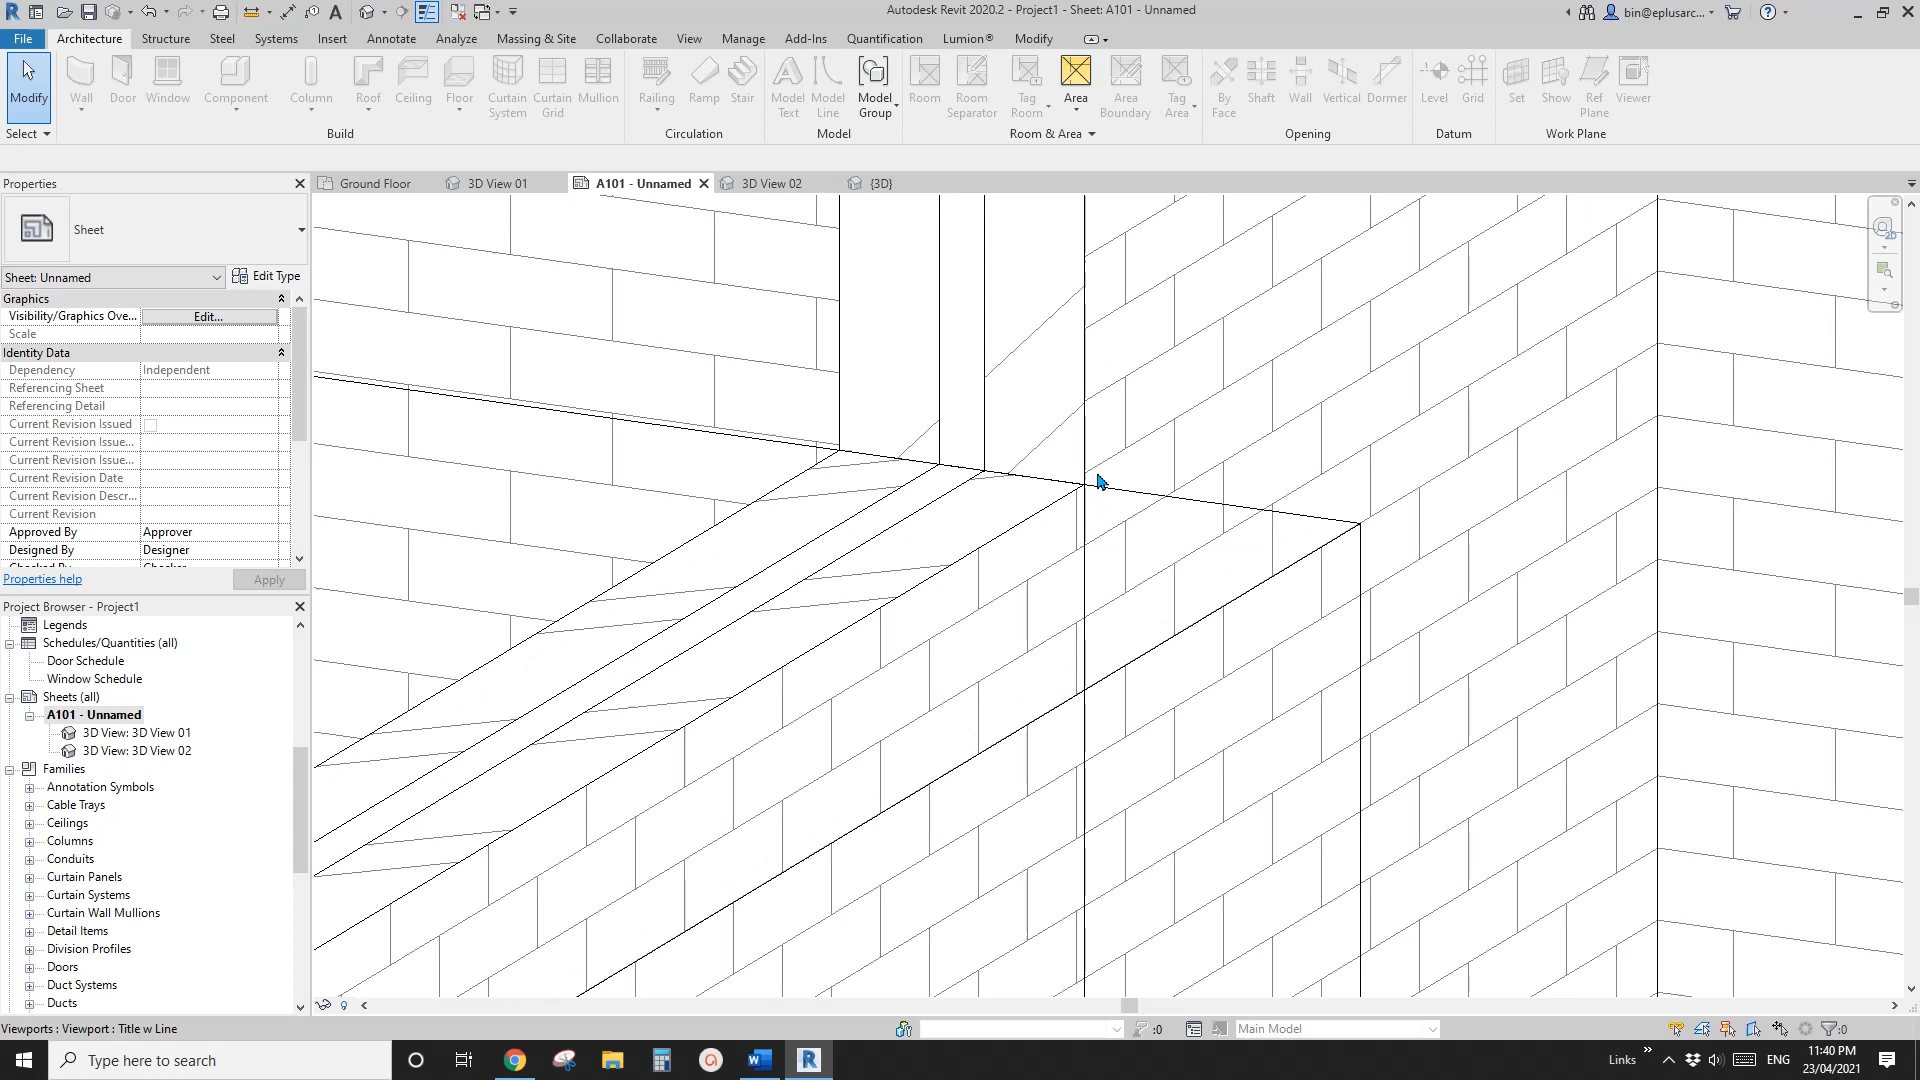 Autodesk Revit 2020.2 - Project1 - Sheet: A101 - Unnamed
bin@eplusarc...
File Architecture Structure Steel Systems Insert Annotate Analyze Massing & Site Collaborate View Manage Add-Ins Quantification Lumion® Modify
Modify Wall Door Window Component Column Roof Ceiling Floor Curtain System Curtain Grid Mullion Railing Ramp Stair Model Text Model Line Model Group Room Room Separator Tag Room Area Area Boundary Tag Area By Face Shaft Wall Vertical Dormer Level Grid Set Show Ref Plane Viewer
Select Build Circulation Model Room & Area Opening Datum Work Plane
Properties
Ground Floor 3D View 01 A101 - Unnamed 3D View 02 {3D}
Sheet
2D
Sheet: Unnamed Edit Type
Graphics
Visibility/Graphics Ove... Edit...
Scale
Identity Data
Dependency Independent
Referencing Sheet
Referencing Detail
Current Revision Issued
Current Revision Issue...
Current Revision Issue...
Current Revision Date
Current Revision Descr...
Current Revision
Approved By Approver
Designed By Designer
Properties help Apply
Project Browser - Project1
Legends
Schedules/Quantities (all)
Door Schedule
Window Schedule
Sheets (all)
A101 - Unnamed
3D View: 3D View 01
3D View: 3D View 02
Families
Annotation Symbols
Cable Trays
Ceilings
Columns
Conduits
Curtain Panels
Curtain Systems
Curtain Wall Mullions
Detail Items
Division Profiles
Doors
Duct Systems
Ducts
Viewports : Viewport : Title w Line
:0 Main Model :0
Type here to search
Links » ENG 11:40 PM
23/04/2021